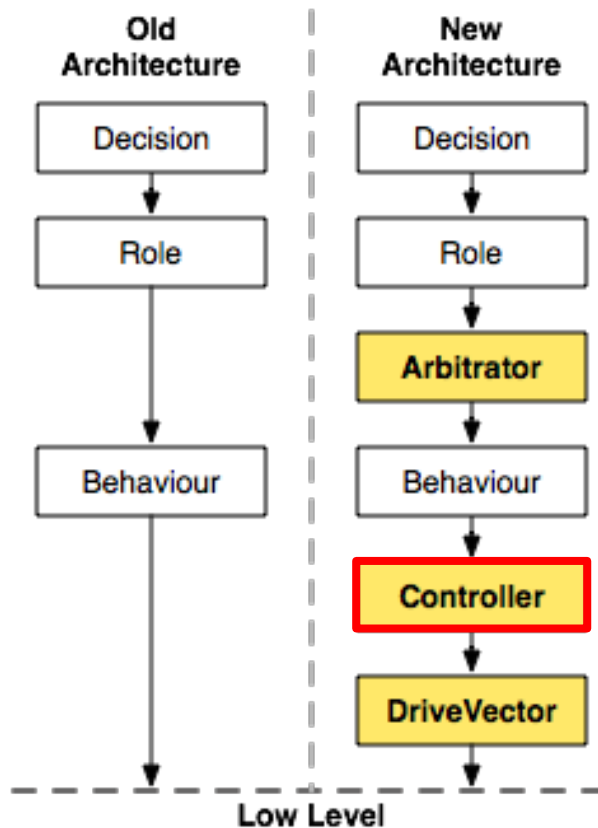 Old
Architecture
Decision
Role
Behaviour
New
Architecture
Decision
Role
Arbitrator
Behaviour
Controller
DriveVector
Low Level